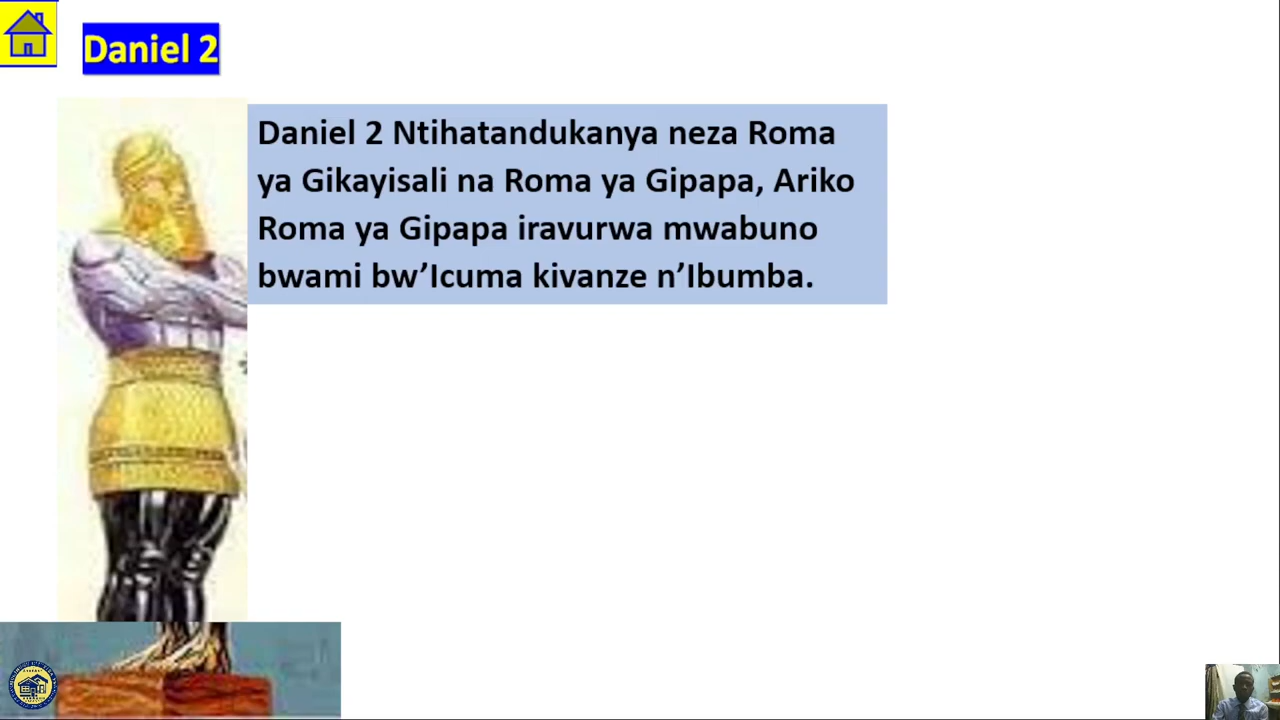 Daniel 2
Daniel 2 Ntihatandukanya neza Roma
ya Gikayisali na Roma ya Gipapa, Ariko
Roma ya Gipapa iravurwa mwabuno
bwami bw’Icuma kivanze n’Ibumba.